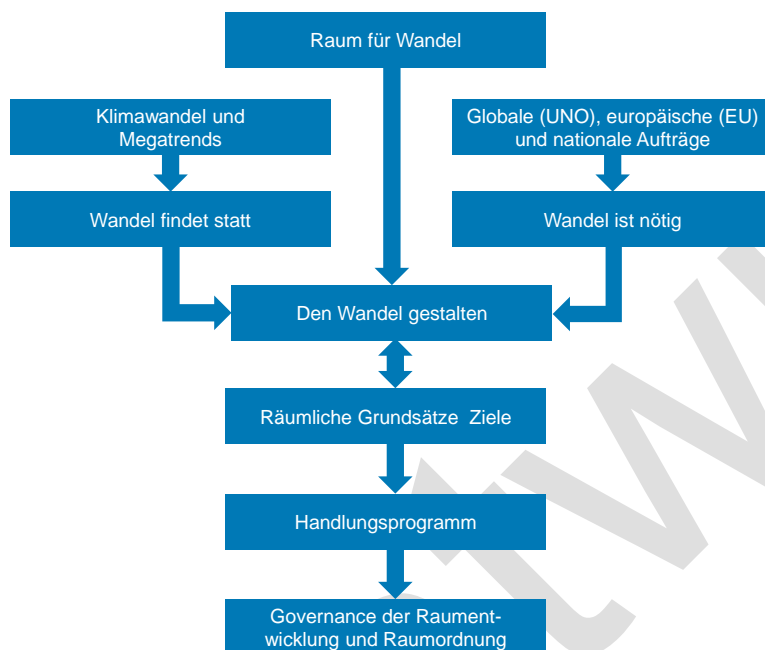 Raum für Wandel
Klimawandel und
Megatrends
Globale (UNO), europäische (EU)
und nationale Aufträge
Wandel findet statt
Wandel ist nötig
Den Wandel gestalten
Räumliche Grundsätze  Ziele
Handlungsprogramm
Governance der Raument-
wicklung und Raumordnung